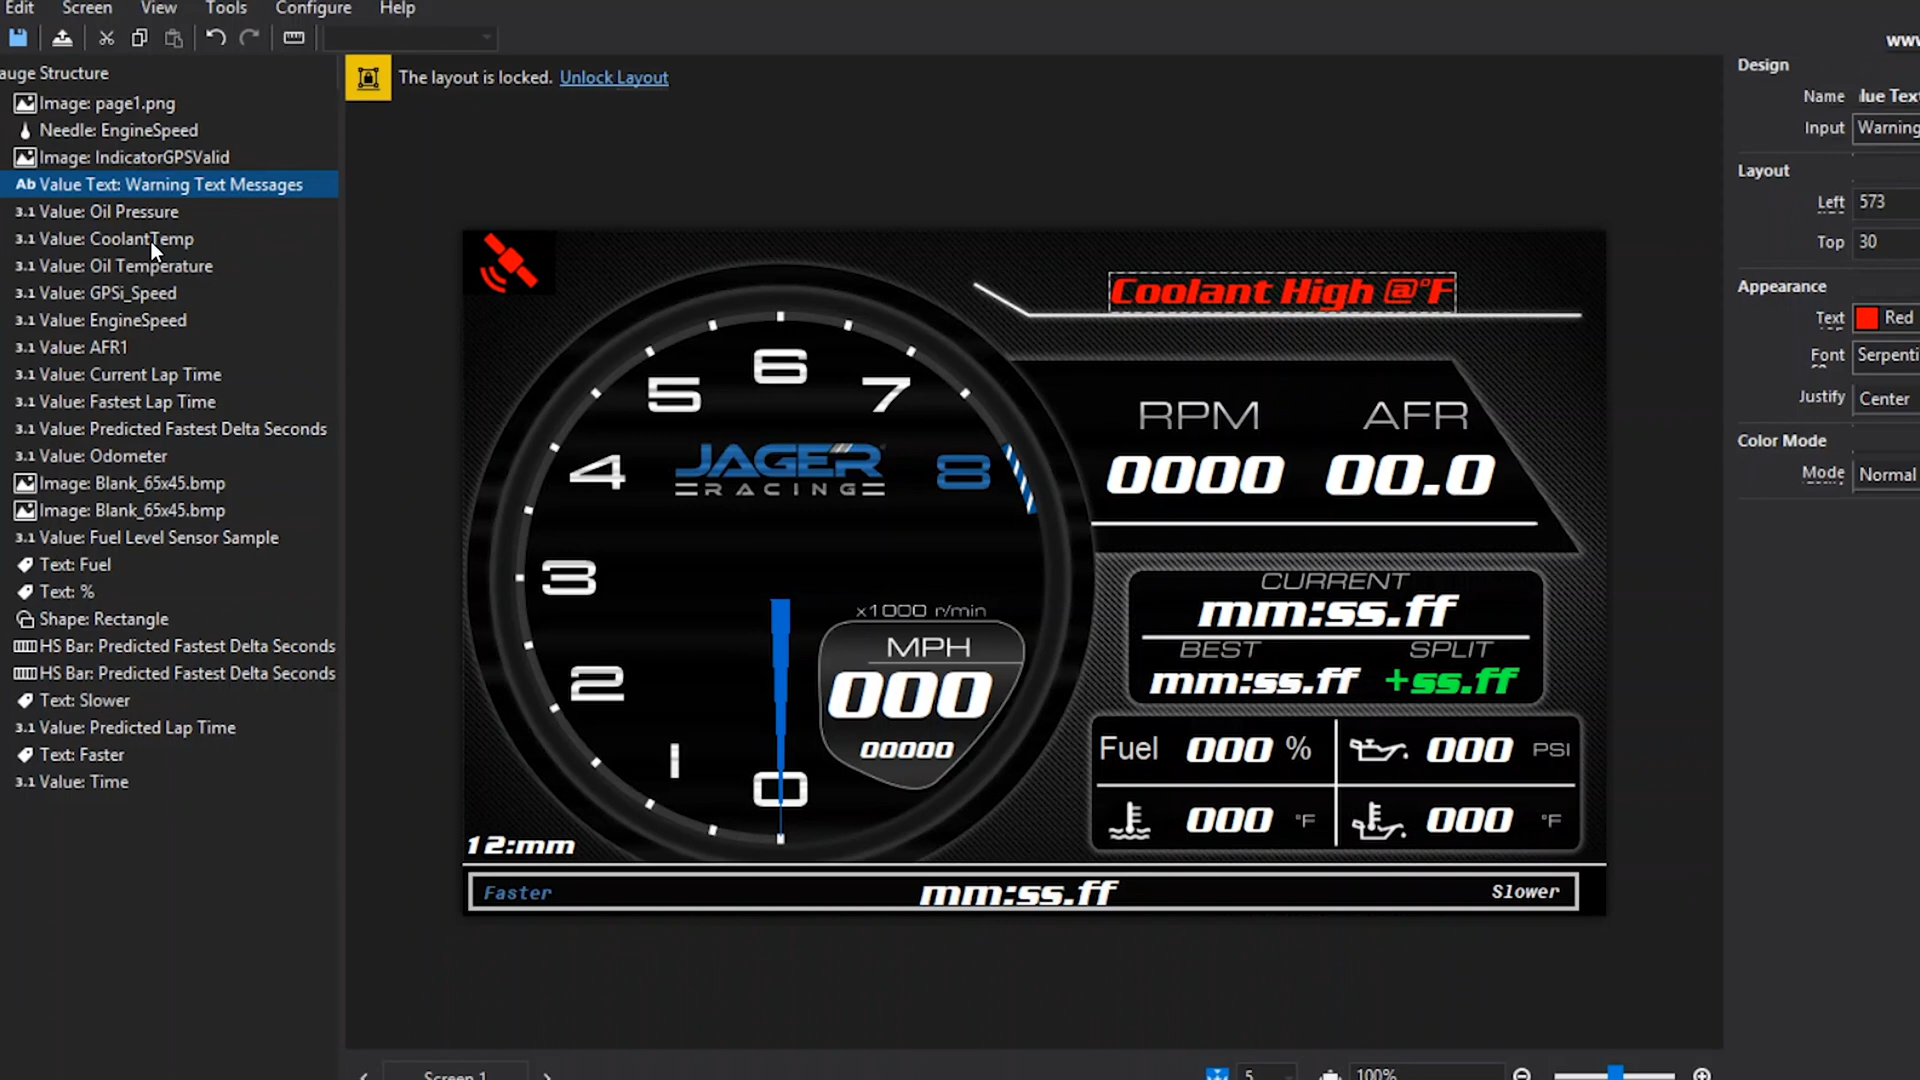 Edit Screen View Tools Configure Help
www
auge Structure
Image: page1.png
Needle: EngineSpeed
Image: IndicatorGPSValid
Ab Value Text: Warning Text Messages
3.1 Value: Oil Pressure
3.1 Value: CoolantTemp
3.1 Value: Oil Temperature
3.1 Value: GPSi_Speed
3.1 Value: EngineSpeed
3.1 Value: AFR1
3.1 Value: Current Lap Time
3.1 Value: Fastest Lap Time
3.1 Value: Predicted Fastest Delta Seconds
3.1 Value: Odometer
Image: Blank_65x45.bmp
Image: Blank_65x45.bmp
3.1 Value: Fuel Level Sensor Sample
Text: Fuel
Text: %
Shape: Rectangle
HS Bar: Predicted Fastest Delta Seconds
HS Bar: Predicted Fastest Delta Seconds
Text: Slower
3.1 Value: Predicted Lap Time
Text: Faster
3.1 Value: Time
The layout is locked. Unlock Layout
Coolant High @°F
0 1 2 3 4 5 6 7 8
JAGER
RACING
x1000 r/min
MPH
000
00000
RPM AFR
0000 00.0
CURRENT
mm:ss.ff
BEST SPLIT
mm:ss.ff +ss.ff
Fuel 000 % 000 PSI
000 °F 000 °F
12:mm
Faster mm:ss.ff Slower
Design
Name lue Text
Input Warning
Layout
Left 573
Top 30
Appearance
Text Red
Font Serpenti
Justify Center
Color Mode
Mode Normal
Screen 1
5 100%